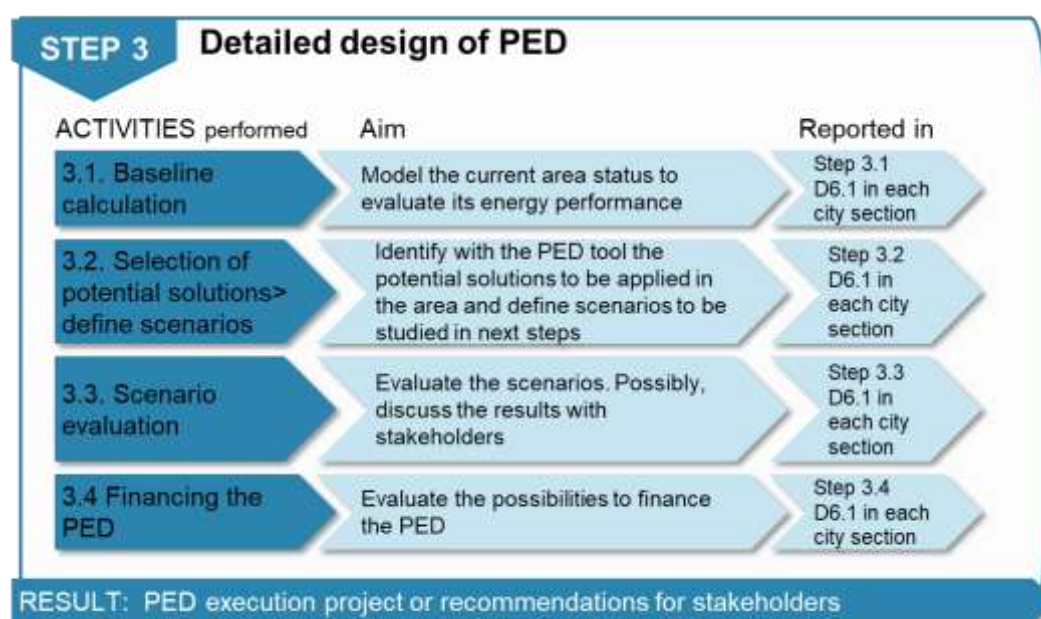 STEP 3
Detailed design of PED
ACTIVITIES performed
Aim
Reported in
3.1. Baseline
calculation
Model the current area status to
evaluate its energy performance
Step 3.1
D6.1 in each
city section
3.2. Selection of
potential solutions>
define scenarios
Identify with the PED tool the
potential solutions to be applied in
the area and define scenarios to be
studied in next steps
Step 3.2
D6.1 in
each city
section
3.3. Scenario
evaluation
Evaluate the scenarios. Possibly,
discuss the results with
stakeholders
Step 3.3
D6.1 in
each city
section
3.4 Financing the
PED
Evaluate the possibilities to finance
the PED
Step 3.4
D6.1 in each
city section
RESULT: PED execution project or recommendations for stakeholders